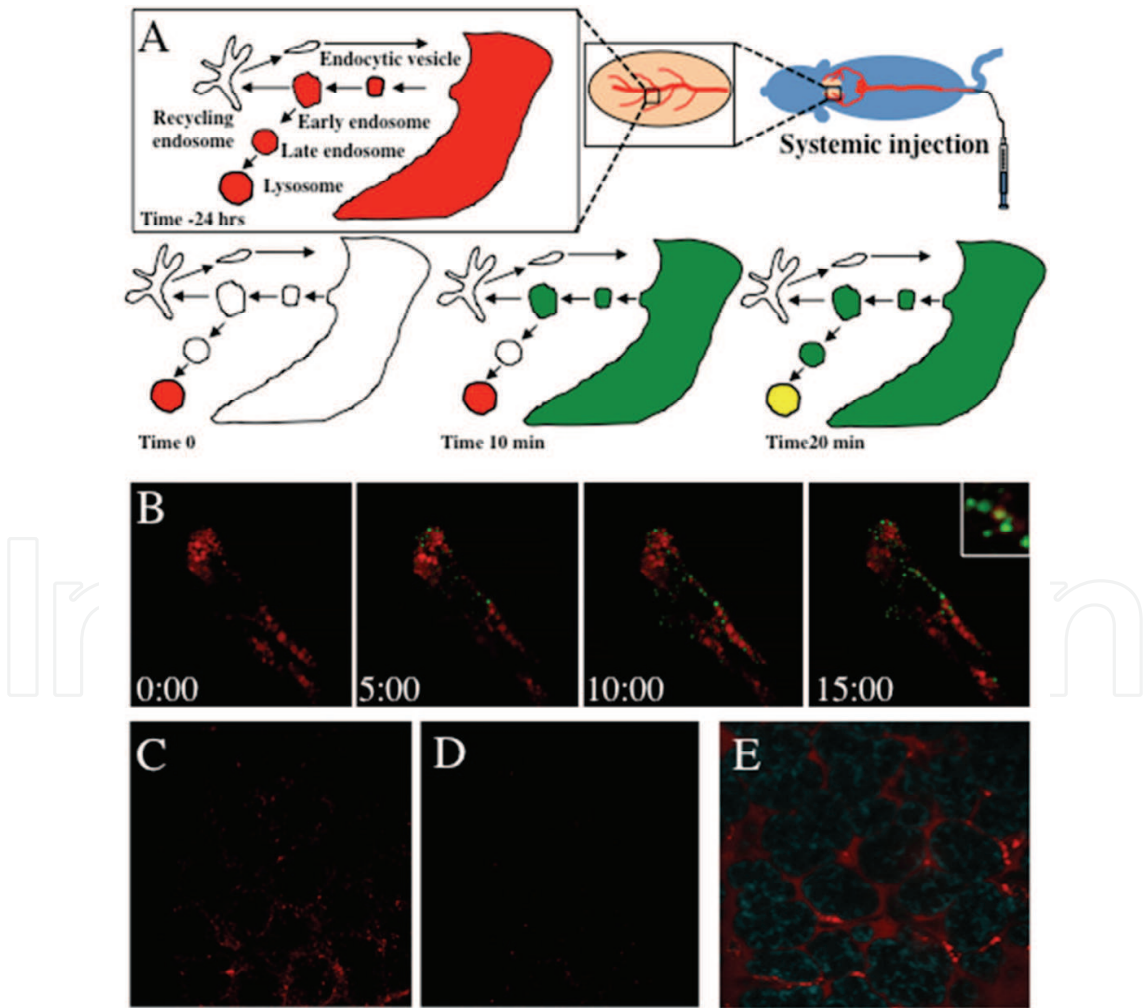 A
Endocytic vesicle
Recycling
endosome
Early endosome
Late endosome
Lysosome
Time -24 hrs
Systemic injection
Time 0
Time 10 min
Time20 min
B
0:00
5:00
10:00
15:00
C
D
E